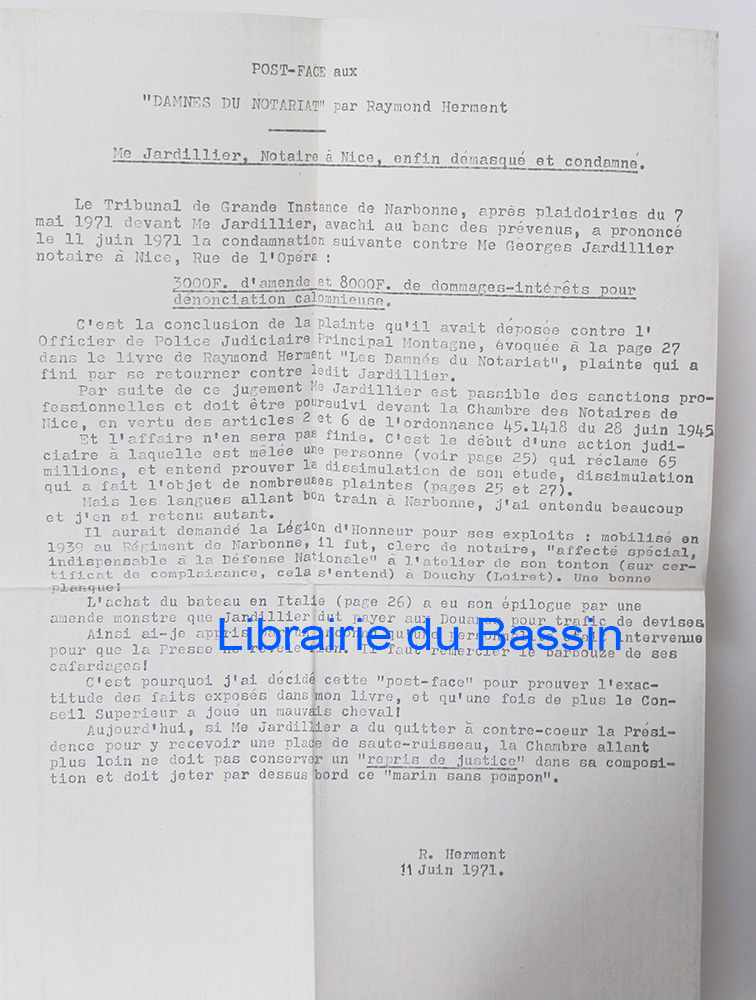 POST-FACE aux
"DAMNES DU NOTARIAT" par Raymond Herment
Me Jardillier, Notaire à Nice, enfin démasqué et condamné.
Le Tribunal de Grande Instance de Narbonne, après plaidoiries du 7
mai 1971 devant Me Jardillier, avachi au banc des prévenus, a prononcé
le 11 juin 1971 la condamnation suivante contre Me Georges Jardillier
notaire à Nice, Rue de l'Opéra :
3000F. d'amende et 8000F. de dommages-intérêts pour
dénonciation calomnieuse.
C'est la conclusion de la plainte qu'il avait déposée contre l'
Officier de Police Judiciaire Principal Montagne, évoquée à la page 27
dans le livre de Raymond Herment "Les Damnés du Notariat", plainte qui a
fini par se retourner contre ledit Jardillier.
Par suite de ce jugement Me Jardillier est passible des sanctions pro-
fessionnelles et doit être poursuivi devant la Chambre des Notaires de
Nice, en vertu des articles 2 et 6 de l'ordonnance 45.1418 du 28 juin 1945
Et l'affaire n'en sera pas finie. C'est le début d'une action judi-
ciaire à laquelle est mêlée une personne (voir page 25) qui réclame 65
millions, et entend prouver la dissimulation de son étude, dissimulation
qui a fait l'objet de nombreuses plaintes (pages 25 et 27).
Mais les langues allant bon train à Narbonne, j'ai entendu beaucoup
et j'en ai retenu autant.
Il aurait demandé la Légion d'Honneur pour ses exploits : mobilisé en
1939 au Régiment de Narbonne, il fut, clerc de notaire, "affecté spécial,
indispensable à la Défense Nationale" à l'atelier de son tonton (sur cer-
tificat de complaisance, cela s'entend) à Douchy (Loiret). Une bonne
planque!
L'achat du bateau en Italie (page 26) a eu son épilogue par une
amende monstre que Jardillier dut payer aux Douanes pour trafic de devises
Ainsi ai-je appris intervenue
pour que la Presse ne révèle rien. Il faut remercier le barbouze de ses
cafardages!
C'est pourquoi j'ai décidé cette "post-face" pour prouver l'exac-
titude des faits exposés dans mon livre, et qu'une fois de plus le Con-
seil Superieur a joué un mauvais cheval!
Aujourd'hui, si Me Jardillier a du quitter à contre-coeur la Prési-
dence pour y recevoir une place de saute-ruisseau, la Chambre allant
plus loin ne doit pas conserver un "repris de justice" dans sa composi-
tion et doit jeter par dessus bord ce "marin sans pompon".
R. Herment
11 Juin 1971.
Librairie du Bassin